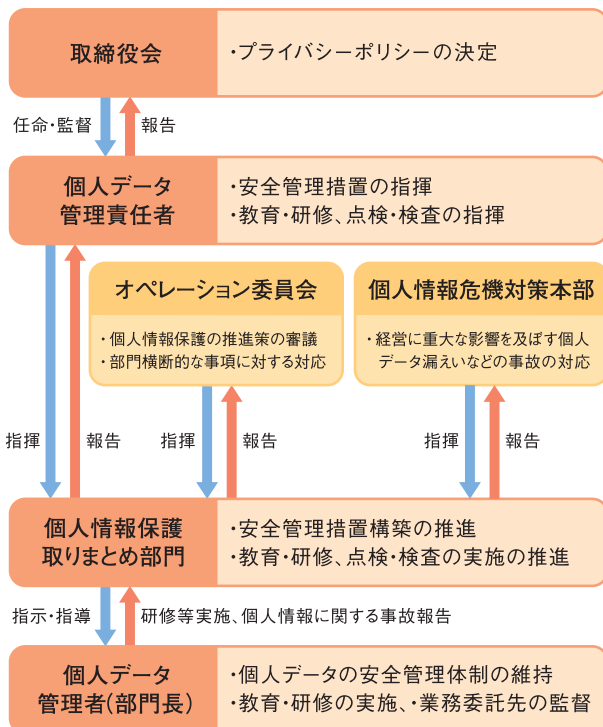 取締役会
・プライバシーポリシーの決定
任命・監督
報告
個人データ
管理責任者
・安全管理措置の指揮
・教育・研修、点検・検査の指揮
オペレーション委員会
・個人情報保護の推進策の審議
・部門横断的な事項に対する対応
個人情報危機対策本部
・経営に重大な影響を及ぼす個人
データ漏えいなどの事故の対応
指揮
報告
指揮
報告
指揮
報告
個人情報保護
取りまとめ部門
・安全管理措置構築の推進
・教育・研修、点検・検査の実施の推進
指示・指導
研修等実施、個人情報に関する事故報告
個人データ
管理者(部門長)
・個人データの安全管理体制の維持
・教育・研修の実施、・業務委託先の監督